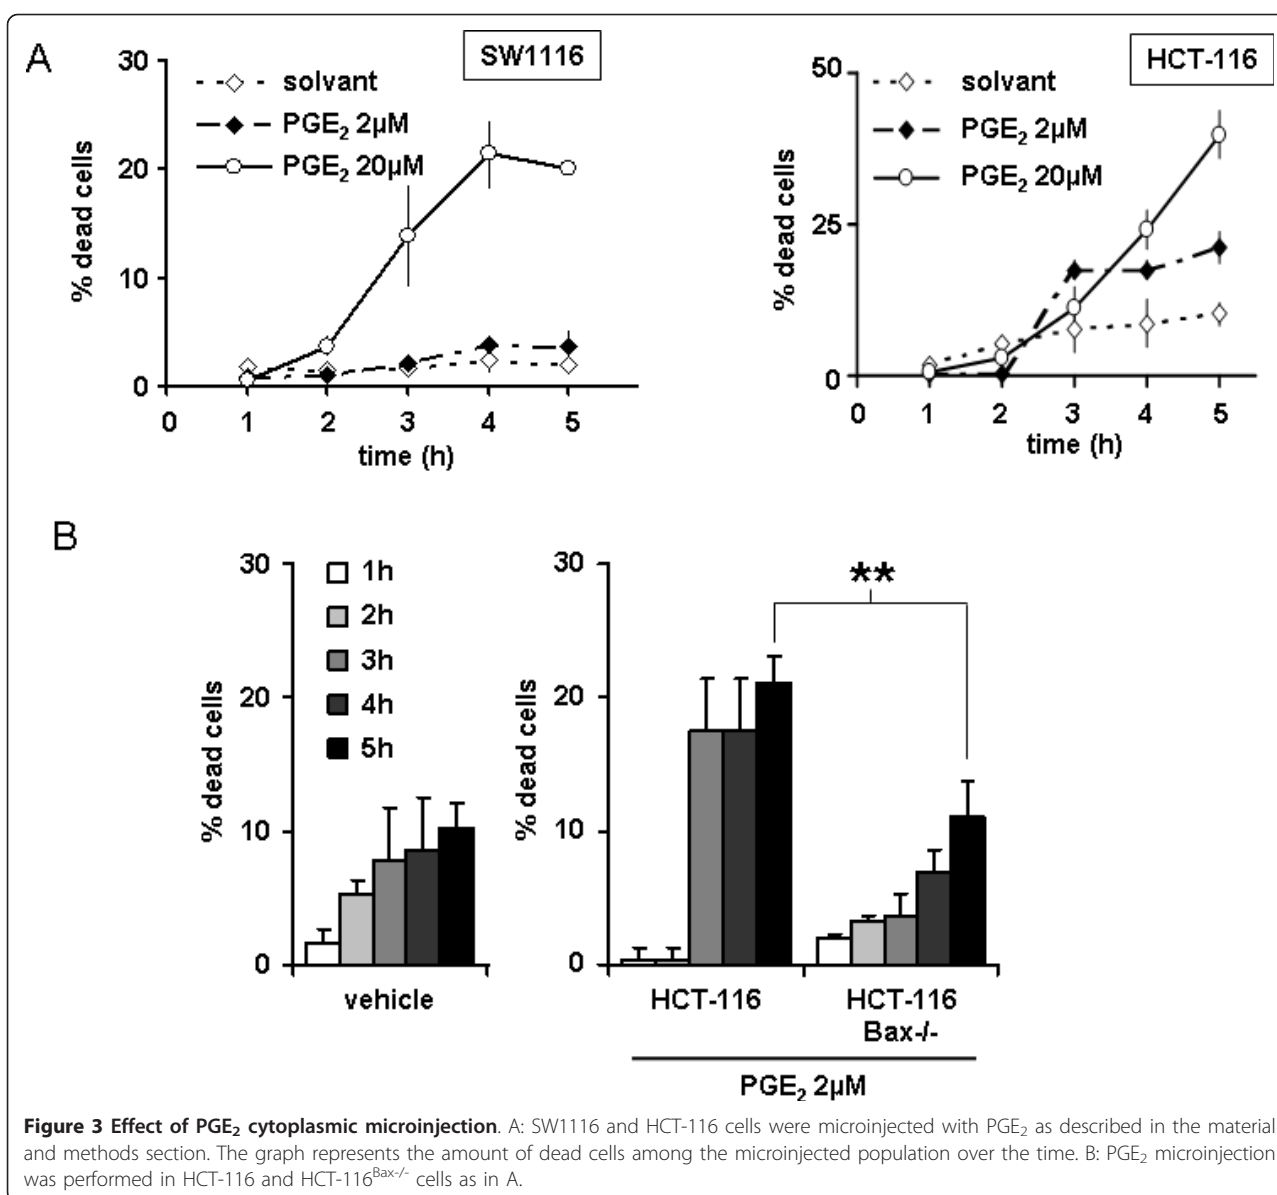 A
SW1116
30
20
10
0
% dead cells
solvant
PGE₂ 2µM
PGE₂ 20µM
0 1 2 3 4 5
time (h)
HCT-116
50
25
0
% dead cells
solvant
PGE₂ 2µM
PGE₂ 20µM
0 1 2 3 4 5
time (h)
B
30
20
10
0
% dead cells
1h
2h
3h
4h
5h
vehicle
30
20
10
0
% dead cells
**
HCT-116
HCT-116
Bax-/-
PGE₂ 2µM
Figure 3 Effect of PGE₂ cytoplasmic microinjection. A: SW1116 and HCT-116 cells were microinjected with PGE₂ as described in the material
and methods section. The graph represents the amount of dead cells among the microinjected population over the time. B: PGE₂ microinjection
was performed in HCT-116 and HCT-116Bax-/- cells as in A.